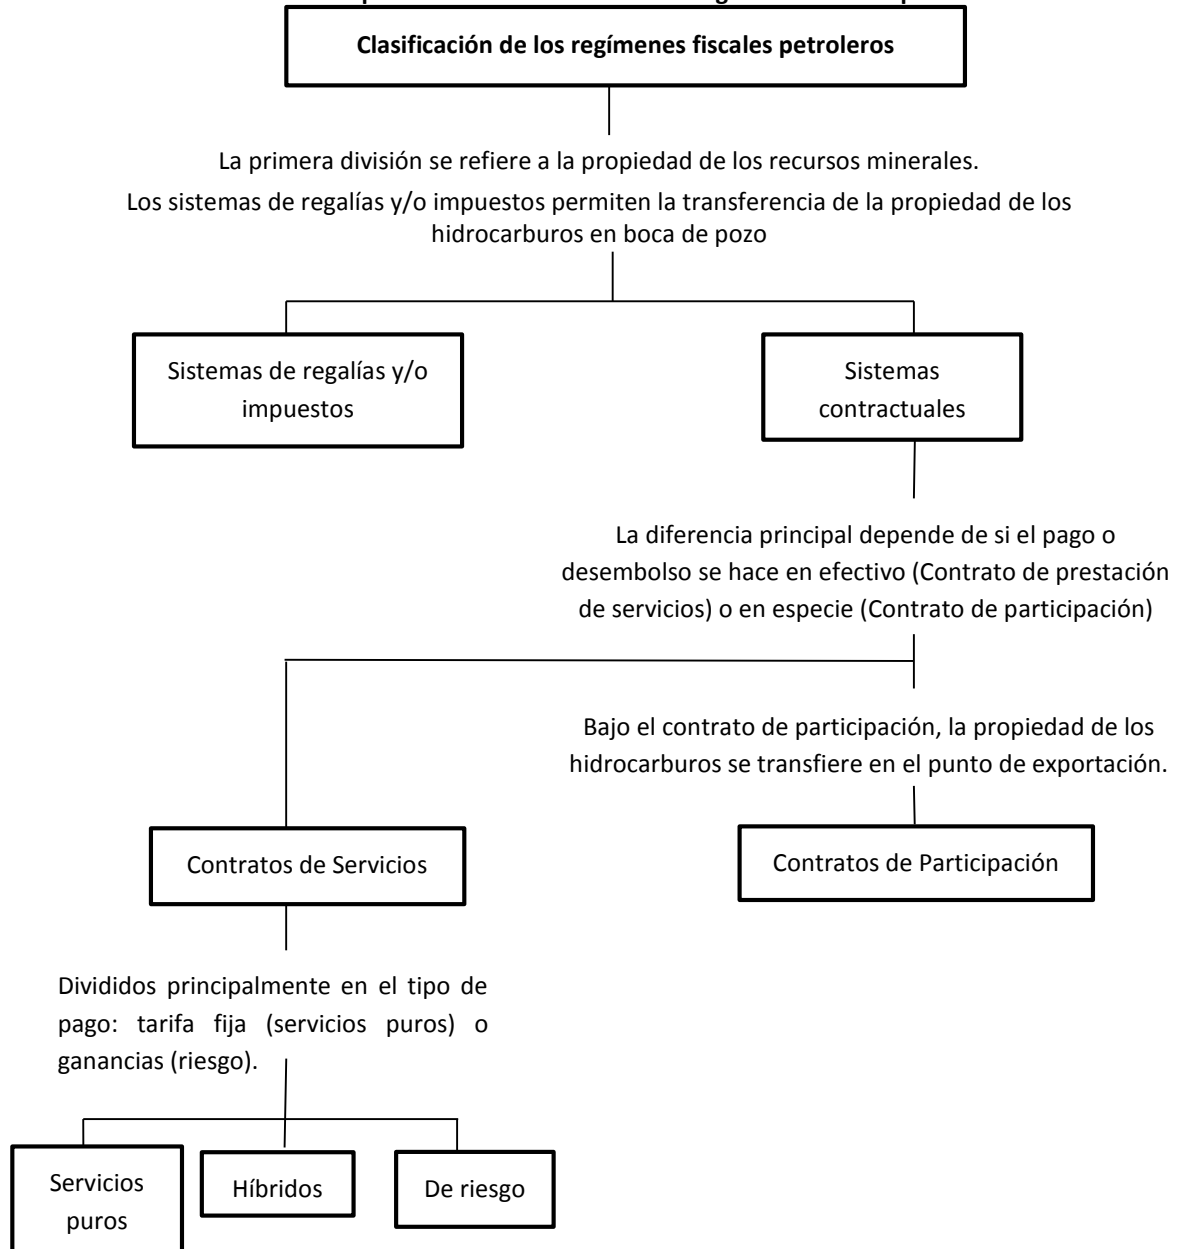 Clasificación de los regímenes fiscales petroleros
La primera división se refiere a la propiedad de los recursos minerales.
Los sistemas de regalías y/o impuestos permiten la transferencia de la propiedad de los
hidrocarburos en boca de pozo
Sistemas de regalías y/o
impuestos
Sistemas
contractuales
La diferencia principal depende de si el pago o
desembolso se hace en efectivo (Contrato de prestación
de servicios) o en especie (Contrato de participación)
Bajo el contrato de participación, la propiedad de los
hidrocarburos se transfiere en el punto de exportación.
Contratos de Servicios
Contratos de Participación
Divididos principalmente en el tipo de
pago: tarifa fija (servicios puros) o
ganancias (riesgo).
Servicios
puros
Híbridos
De riesgo